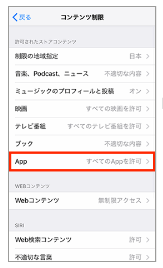 戻る コンテンツ制限
許可されたストアコンテンツ
制限の地域指定 日本
音楽、Podcast、ニュース 不適切な内容
ミュージックのプロフィールと投稿 オン
映画 すべての映画を許可
テレビ番組 すべてのテレビ番組を許可
ブック 不適切な内容
App すべてのAppを許可
WEBコンテンツ
Webコンテンツ 無制限アクセス
SIRI
Web検索コンテンツ 許可
不適切な言葉 許可